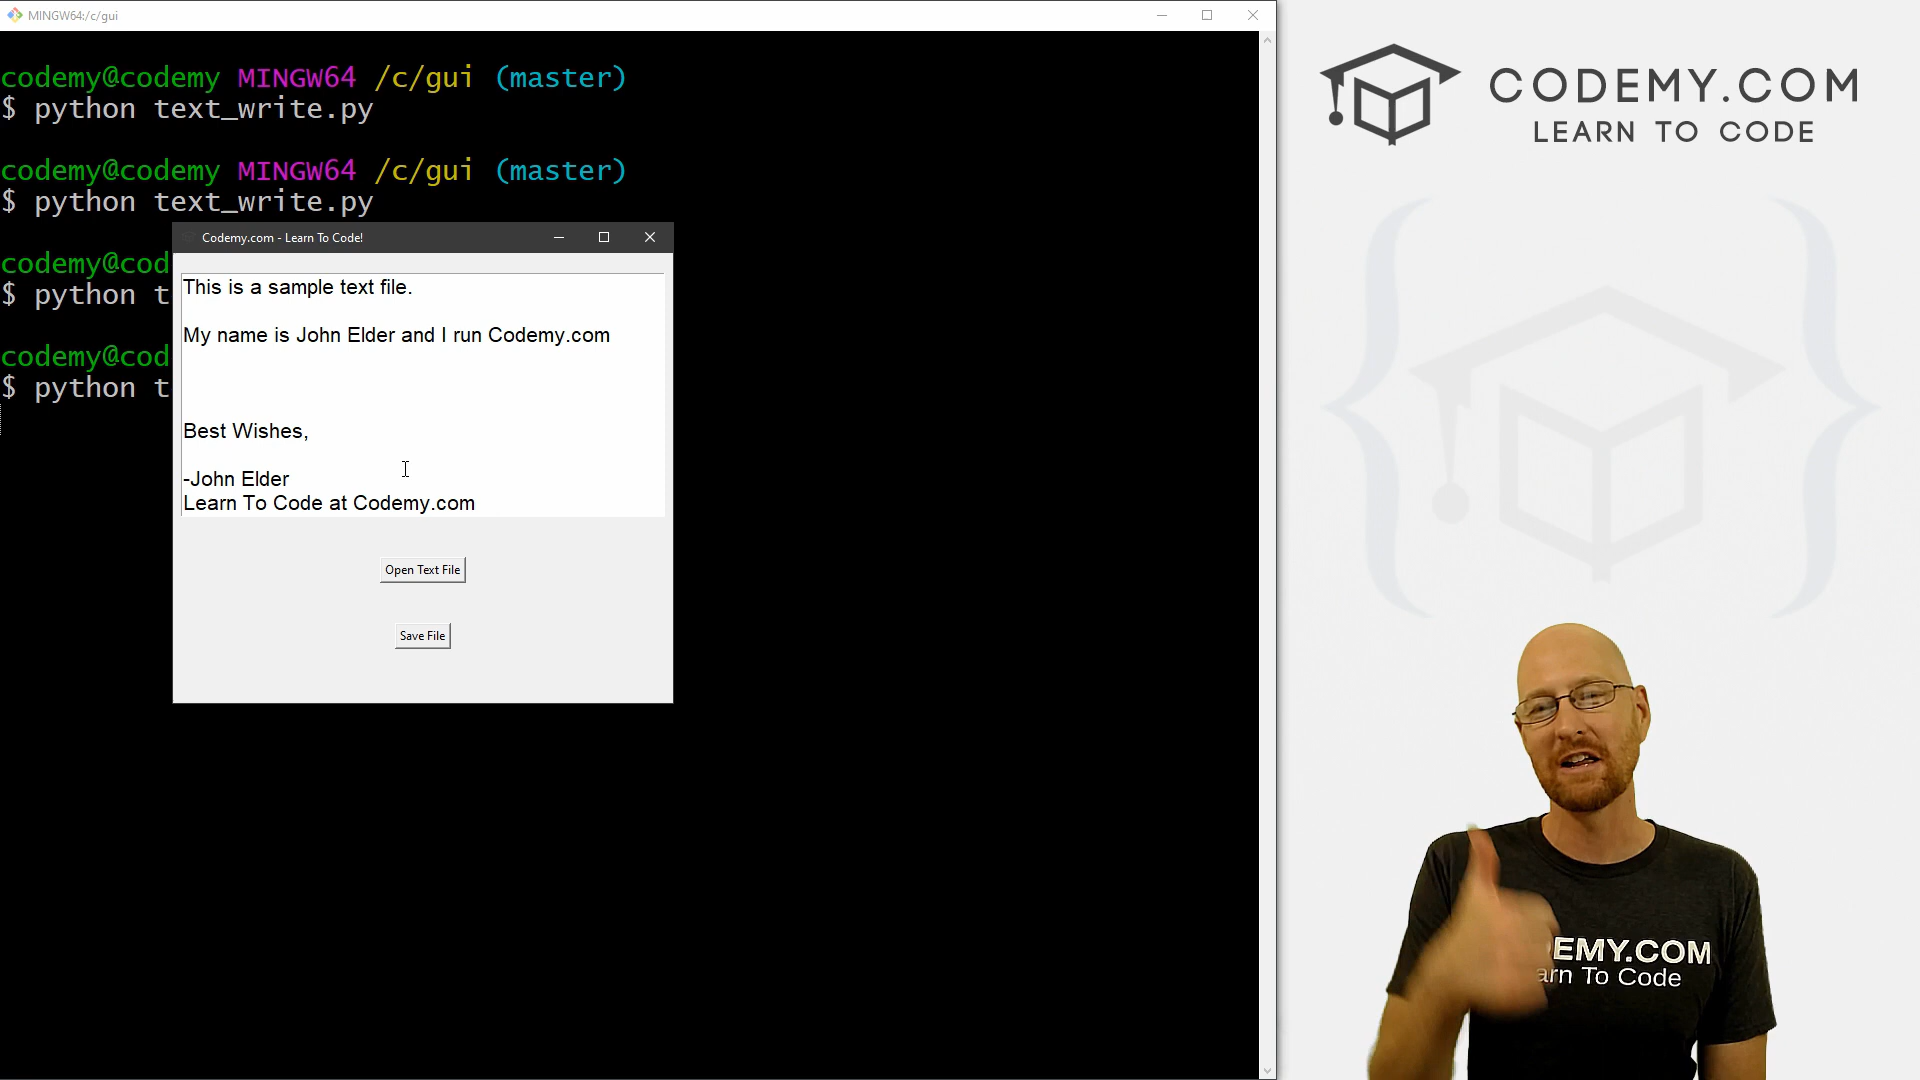 MINGW64:/c/gui
codemy@codemy MINGW64 /c/gui (master)
$ python text_write.py
codemy@codemy MINGW64 /c/gui (master)
$ python text_write.py
codemy@cod
$ python t
codemy@cod
$ python t
Codemy.com - Learn To Code!
This is a sample text file.
My name is John Elder and I run Codemy.com
Best Wishes,
-John Elder
Learn To Code at Codemy.com
Open Text File
Save File
CODEMY.COM
LEARN TO CODE
DEMY.COM
arn To Code